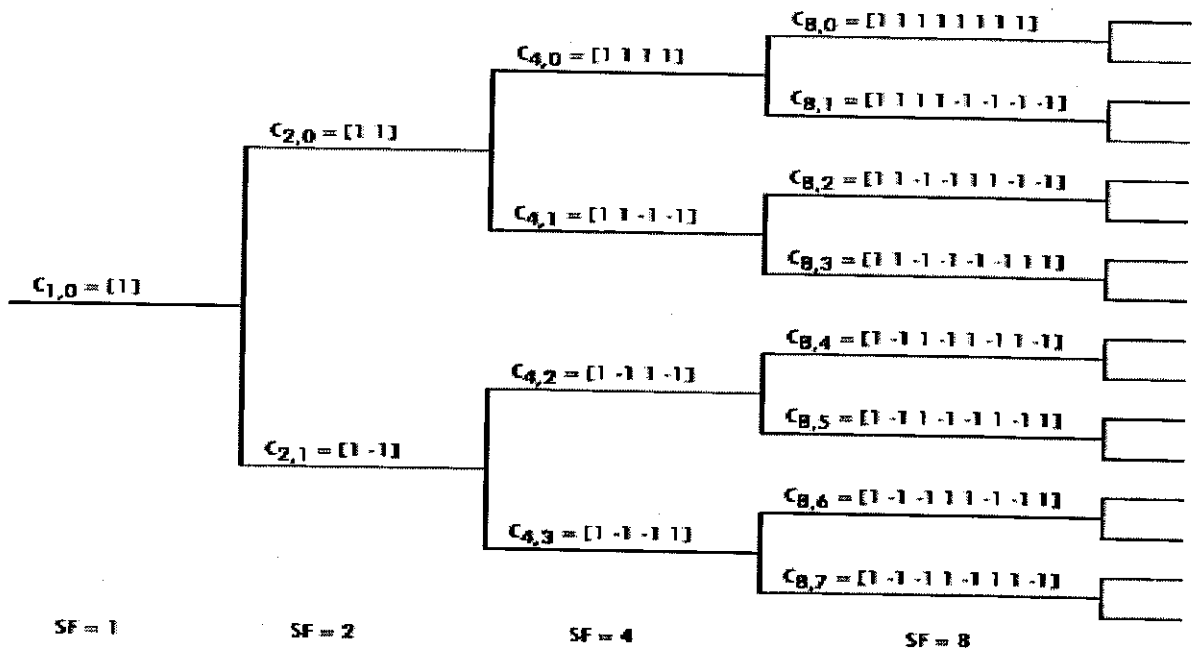 C8,0 = [1 1 1 1 1 1 1 1]
C4,0 = [1 1 1 1]
C8,1 = [1 1 1 1 -1 -1 -1 -1]
C2,0 = [1 1]
C8,2 = [1 1 -1 -1 1 1 -1 -1]
C4,1 = [1 1 -1 -1]
C8,3 = [1 1 -1 -1 -1 -1 1 1]
C1,0 = [1]
C8,4 = [1 -1 1 -1 1 -1 1 -1]
C4,2 = [1 -1 1 -1]
C8,5 = [1 -1 1 -1 -1 1 -1 1]
C2,1 = [1 -1]
C8,6 = [1 -1 -1 1 1 -1 -1 1]
C4,3 = [1 -1 -1 1]
C8,7 = [1 -1 -1 1 -1 1 1 -1]
SF = 1 SF = 2 SF = 4 SF = 8